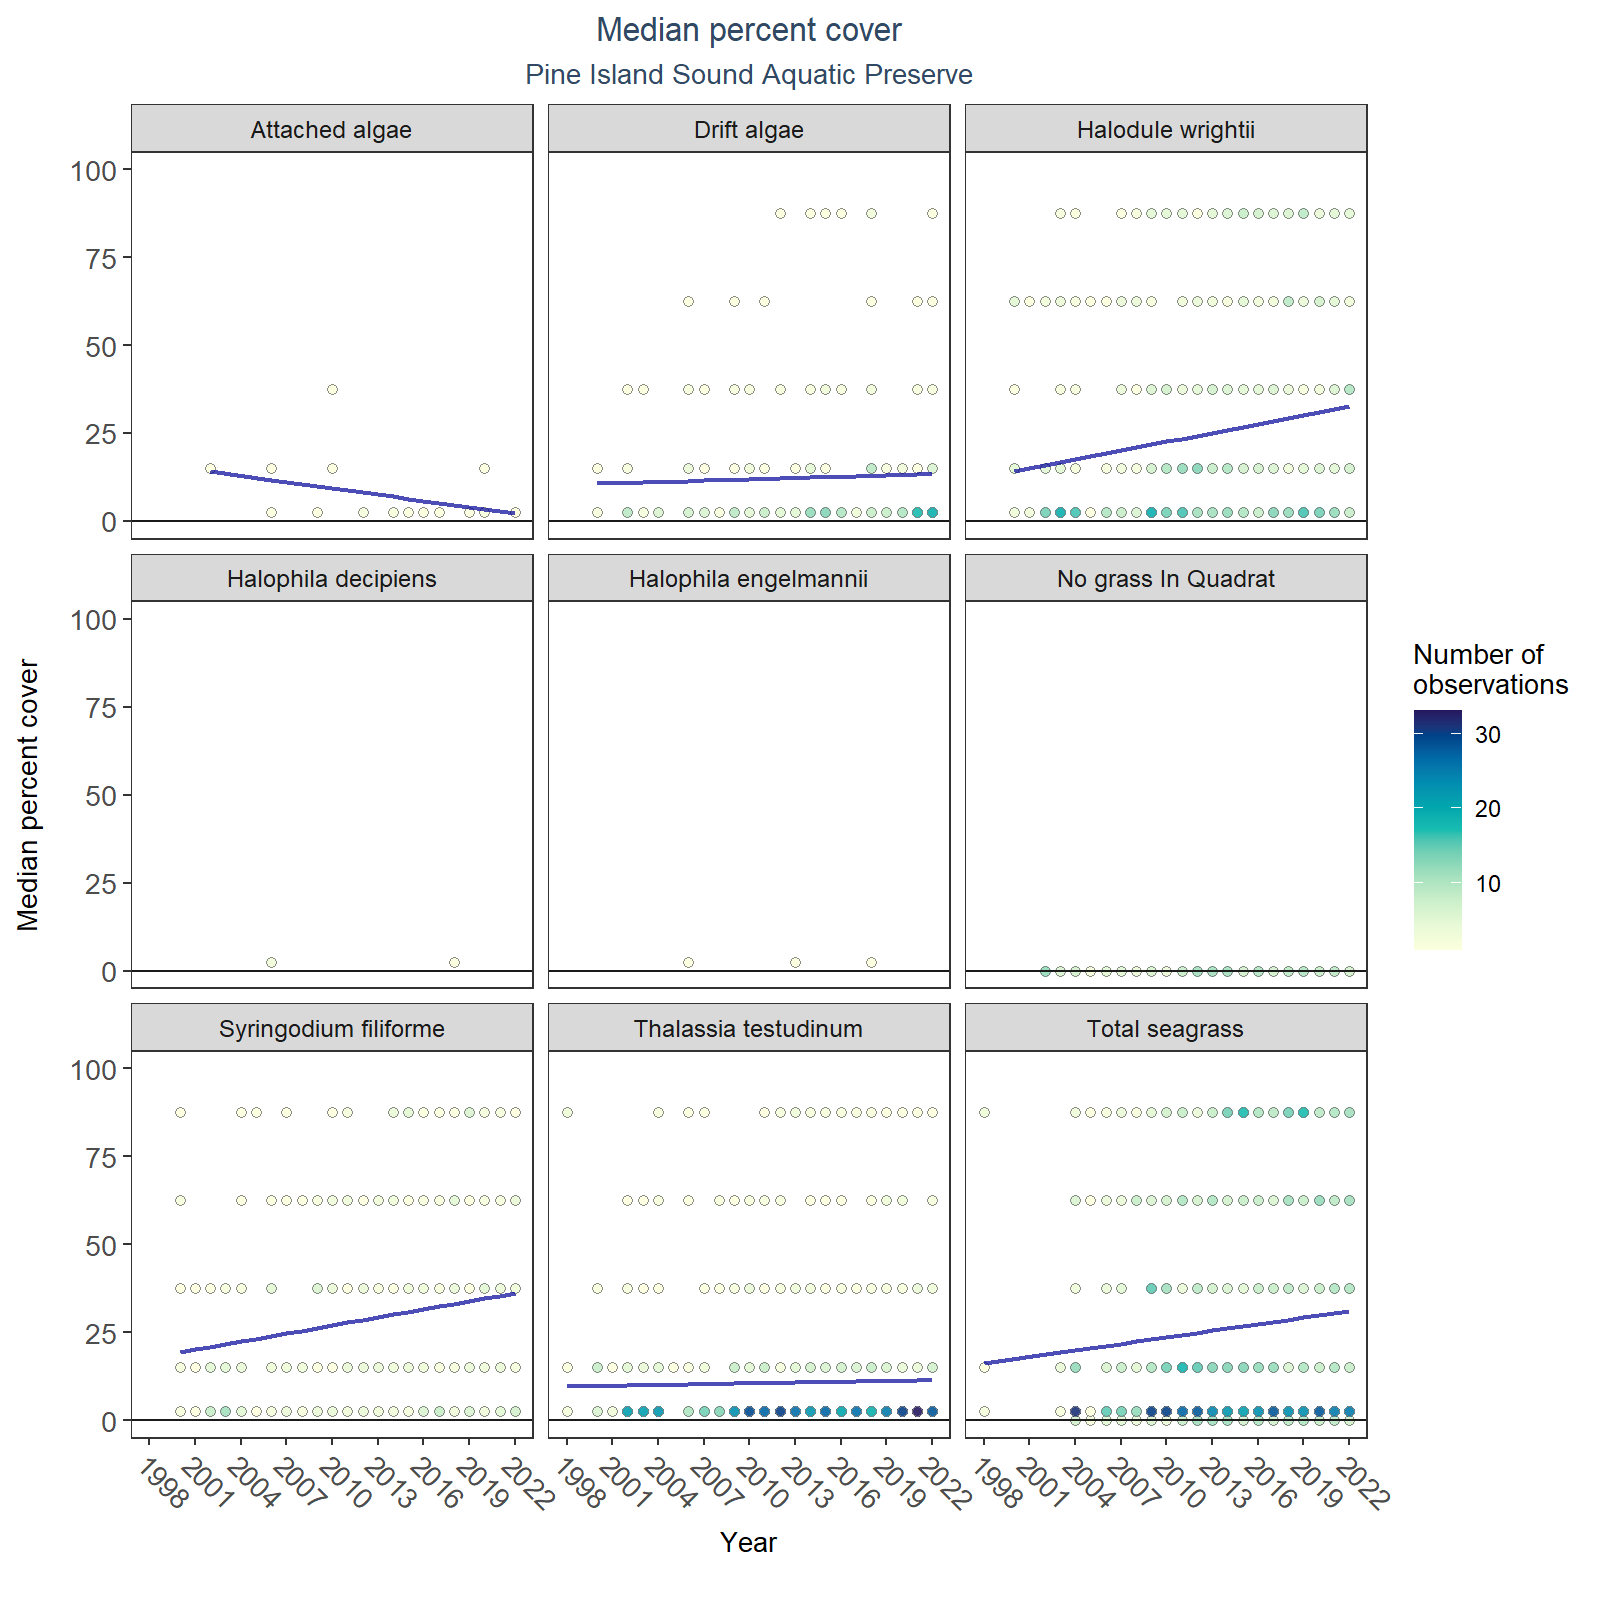 Median percent cover
Pine Island Sound Aquatic Preserve
Attached algae
Drift algae
Halodule wrightii
100
75
50
25
0
Halophila decipiens
Halophila engelmannii
No grass In Quadrat
100
75
50
25
0
Syringodium filiforme
Thalassia testudinum
Total seagrass
100
75
50
25
0
1998 2001 2004 2007 2010 2013 2016 2019 2022
1998 2001 2004 2007 2010 2013 2016 2019 2022
1998 2001 2004 2007 2010 2013 2016 2019 2022
Year
Median percent cover
Number of
observations
30
20
10